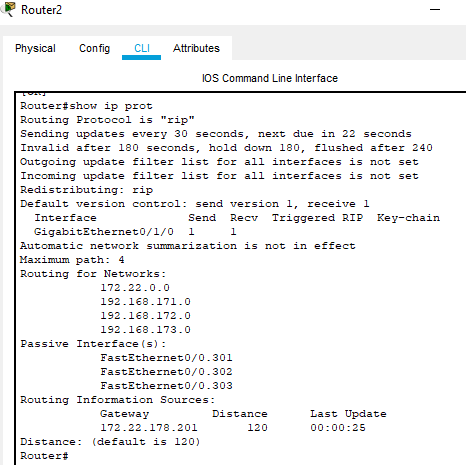 Router2
Physical Config CLI Attributes
IOS Command Line Interface
[OK]
Router#show ip prot
Routing Protocol is "rip"
Sending updates every 30 seconds, next due in 22 seconds
Invalid after 180 seconds, hold down 180, flushed after 240
Outgoing update filter list for all interfaces is not set
Incoming update filter list for all interfaces is not set
Redistributing: rip
Default version control: send version 1, receive 1
Interface Send Recv Triggered RIP Key-chain
GigabitEthernet0/1/0 1 1
Automatic network summarization is not in effect
Maximum path: 4
Routing for Networks:
172.22.0.0
192.168.171.0
192.168.172.0
192.168.173.0
Passive Interface(s):
FastEthernet0/0.301
FastEthernet0/0.302
FastEthernet0/0.303
Routing Information Sources:
Gateway Distance Last Update
172.22.178.201 120 00:00:25
Distance: (default is 120)
Router#